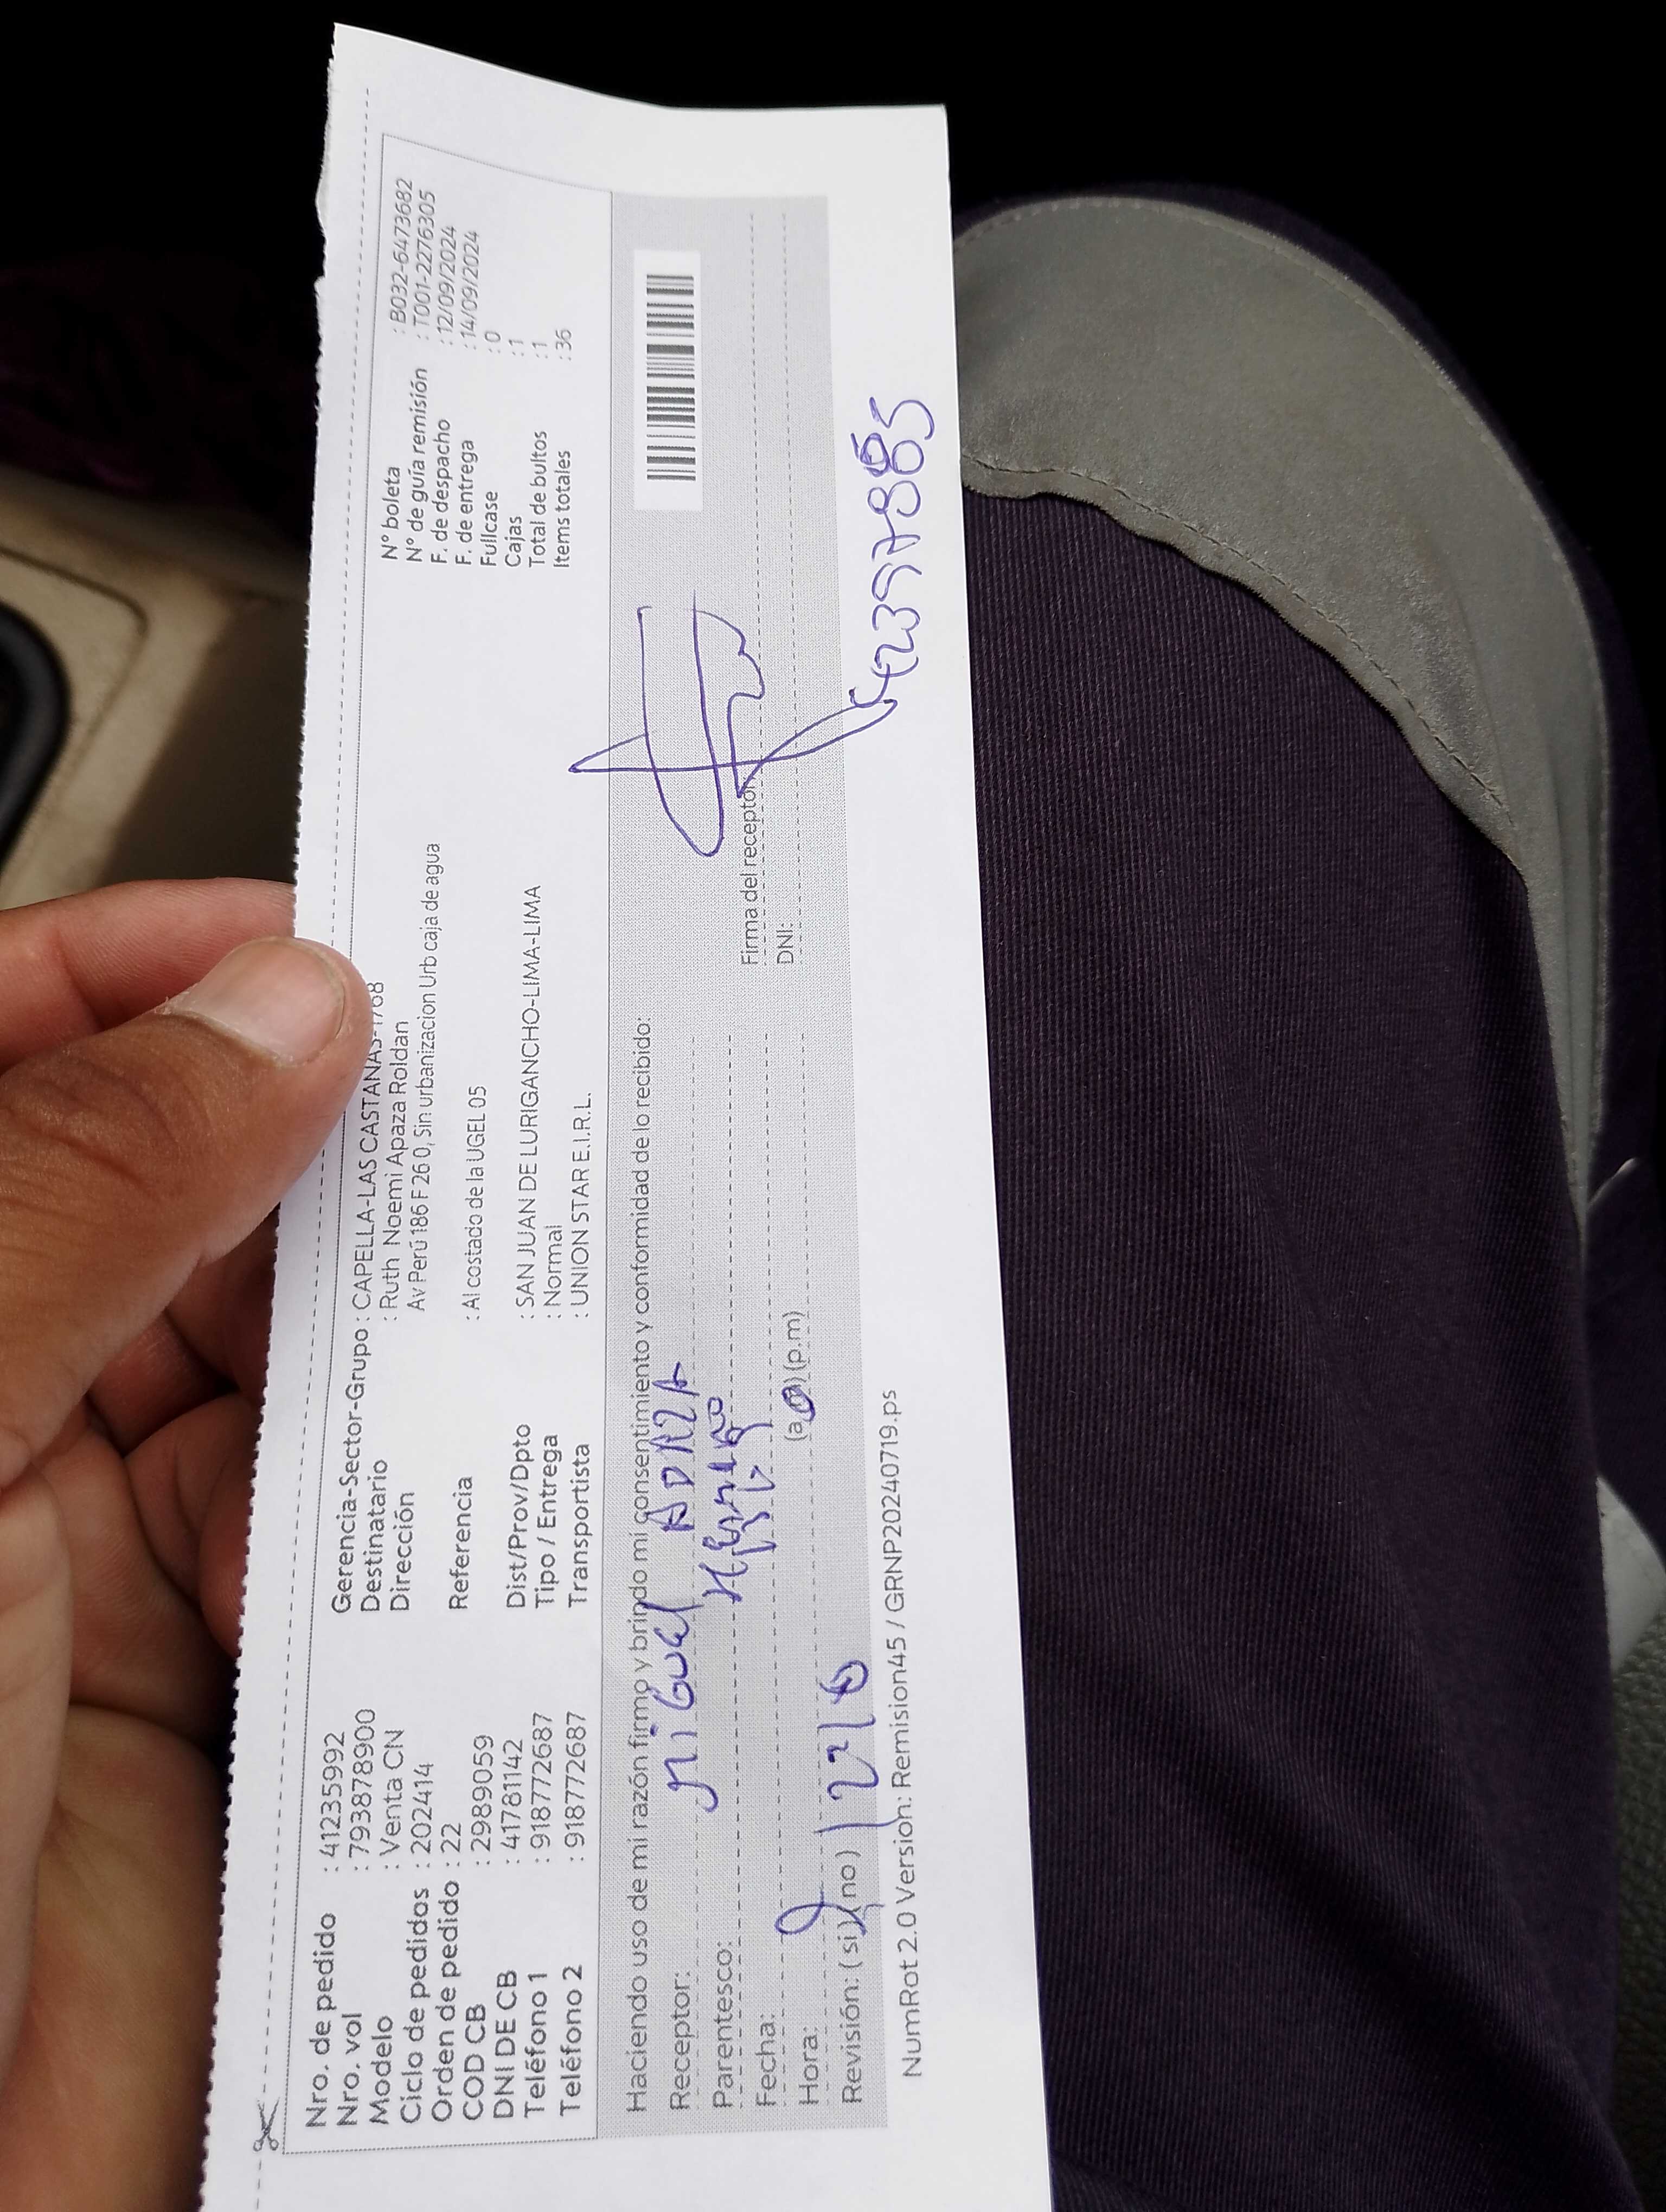 Nro. de pedido : 41235992
Nro. vol : 79387890​0
Modelo : Venta CN
Ciclo de pedidos : 202414
Orden de pedido : 22
COD CB : 2989059
DNI DE CB : 41781142
Teléfono 1 : 918772687
Teléfono 2 : 918772687
Gerencia-Sector-Grupo : CAPELLA-LAS CASTANAS-1768
Destinatario : Ruth Noemi Apaza Roldan
Dirección Av Perú 186 F 26 0, Sin urbanizacion Urb caja de agua
Referencia : Al costado de la UGEL 05
Dist/Prov/Dpto : SAN JUAN DE LURIGANCHO-LIMA-LIMA
Tipo / Entrega : Normal
Transportista : UNION STAR E.I.R.L.
N° boleta : B032-6473682
N° de guía remisión : T001-2276305
F. de despacho : 12/09/2024
F. de entrega : 14/09/2024
Fullcase : 0
Cajas : 1
Total de bultos : 1
Items totales : 36
Haciendo uso de mi razón firmo y brindo mi consentimiento y conformidad de lo recibido:
Receptor: Miguel
Parentesco:
Fecha:
Hora: (p.m)
Revisión: ( si ) ( no )
Firma del receptor
DNI:
NumRot 2.0 Versión: Remision45 / GRNP20240719.ps